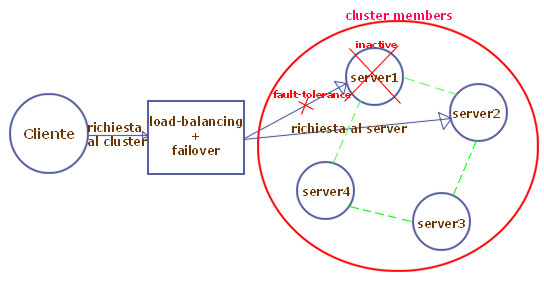 cluster members
inactive
server1
fault-tolerance
server2
Cliente
richiesta
al cluster
load-balancing
+
failover
richiesta al server
server4
server3